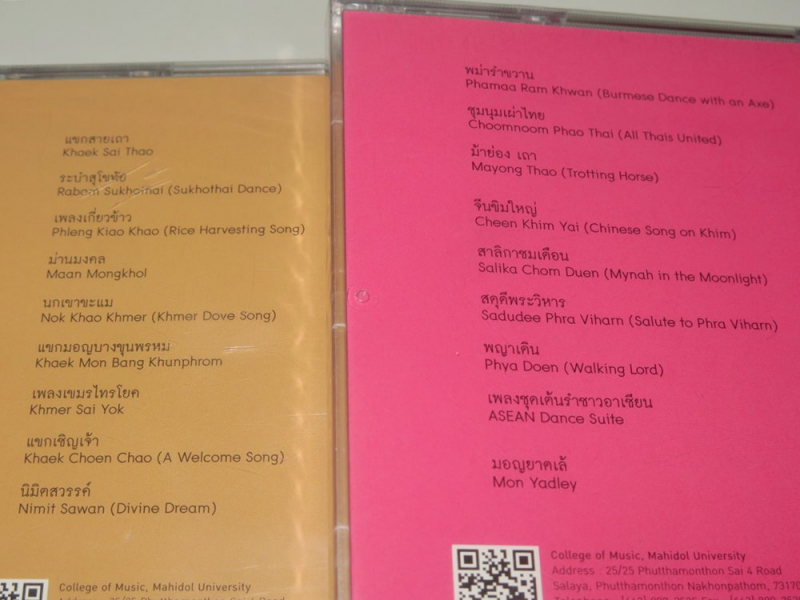 แขกสายเถา
Khaek Sai Thao
ระบำสุโขทัย
Rabam Sukhothai (Sukhothai Dance)
เพลงเกี่ยวข้าว
Phleng Kiao Khao (Rice Harvesting Song)
ม่านมงคล
Maan Mongkhol
นกเขาขะแม
Nok Khao Khmer (Khmer Dove Song)
แขกมอญบางขุนพรหม
Khaek Mon Bang Khunphrom
เพลงเขมรไทรโยค
Khmer Sai Yok
แขกเชิญเจ้า
Khaek Choen Chao (A Welcome Song)
นิมิตสวรรค์
Nimit Sawan (Divine Dream)
College of Music, Mahidol University
พม่ารำขวาน
Phamaa Ram Khwan (Burmese Dance with an Axe)
ชุมนุมเผ่าไทย
Choomnoom Phao Thai (All Thais United)
ม้าย่อง เถา
Mayong Thao (Trotting Horse)
จีนขิมใหญ่
Cheen Khim Yai (Chinese Song on Khim)
สาลิกาชมเดือน
Salika Chom Duen (Mynah in the Moonlight)
สดุดีพระวิหาร
Sadudee Phra Viharn (Salute to Phra Viharn)
พญาเดิน
Phya Doen (Walking Lord)
เพลงชุดเต้นรำชาวอาเซียน
ASEAN Dance Suite
มอญยาดเล้
Mon Yadley
College of Music, Mahidol University
Address : 25/25 Phutthamonthon Sai 4 Road
Salaya, Phutthamonthon Nakhonpathom, 73170